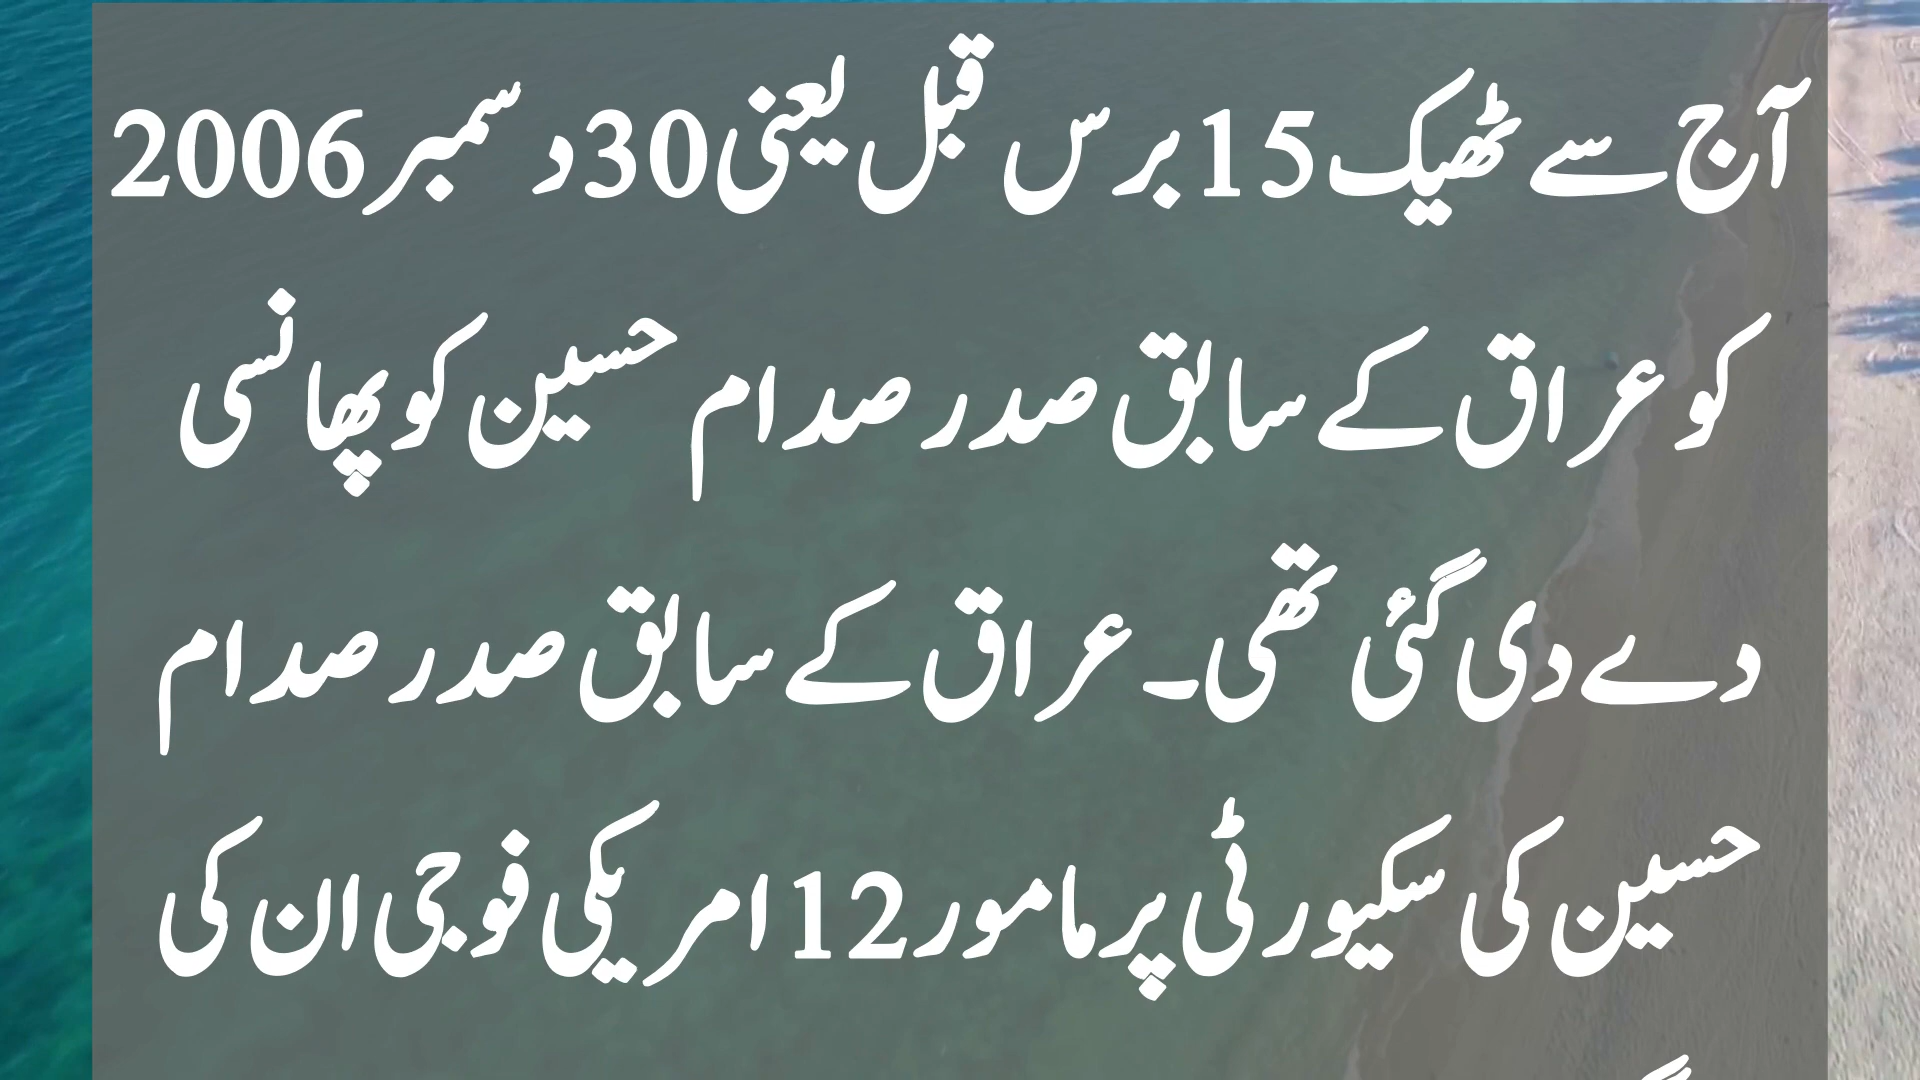 آج سے ٹھیک 15 برس قبل یعنی 30 دسمبر 2006
کو عراق کے سابق صدر صدام حسین کو پھانسی
دے دی گئی تھی۔ عراق کے سابق صدر صدام
حسین کی سکیورٹی پر مامور 12 امریکی فوجی ان کی